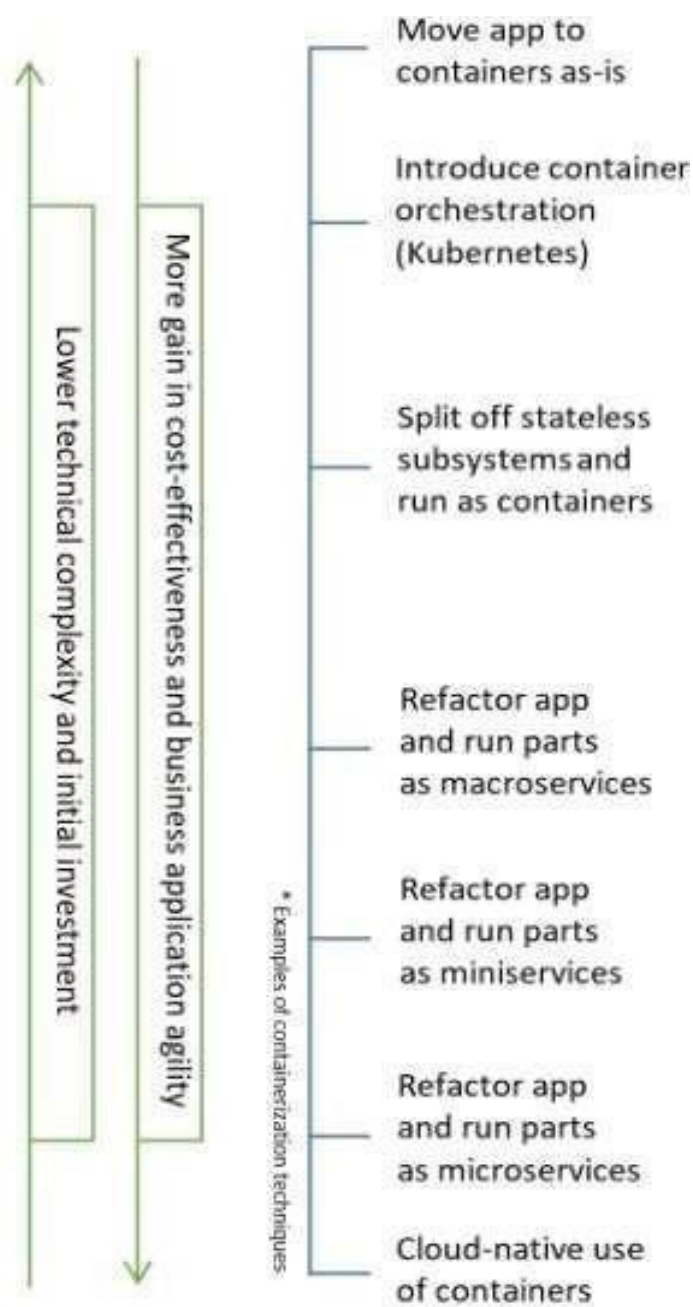 Move app to
containers as-is
Introduce container
orchestration
(Kubernetes)
Split off stateless
subsystems and
run as containers
Refactor app
and run parts
as macroservices
Refactor app
and run parts
as miniservices
Refactor app
and run parts
as microservices
Cloud-native use
of containers
* Examples of containerization techniques
More gain in cost-effectiveness and business application agility
Lower technical complexity and initial investment